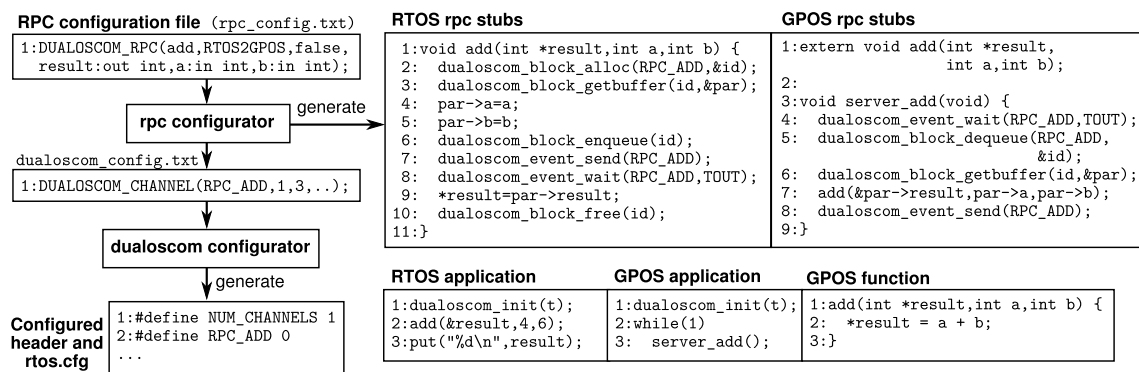 RPC configuration file (rpc_config.txt)
1:DUALOSCOM_RPC(add,RTOS2GPOS,false,
result:out int,a:in int,b:in int);
generate
rpc configurator
dualoscom_config.txt
1:DUALOSCOM_CHANNEL(RPC_ADD,1,3,..);
dualoscom configurator
generate
Configured
header and
rtos.cfg
1:#define NUM_CHANNELS 1
2:#define RPC_ADD 0
...
RTOS rpc stubs
1:void add(int *result,int a,int b) {
2: dualoscom_block_alloc(RPC_ADD,&id);
3: dualoscom_block_getbuffer(id,&par);
4: par->a=a;
5: par->b=b;
6: dualoscom_block_enqueue(id);
7: dualoscom_event_send(RPC_ADD);
8: dualoscom_event_wait(RPC_ADD,TOUT);
9: *result=par->result;
10: dualoscom_block_free(id);
11:}
GPOS rpc stubs
1:extern void add(int *result,
int a,int b);
2:
3:void server_add(void) {
4: dualoscom_event_wait(RPC_ADD,TOUT);
5: dualoscom_block_dequeue(RPC_ADD,
&id);
6: dualoscom_block_getbuffer(id,&par);
7: add(&par->result,par->a,par->b);
8: dualoscom_event_send(RPC_ADD);
9:}
RTOS application
1:dualoscom_init(t);
2:add(&result,4,6);
3:put("%d\n",result);
GPOS application
1:dualoscom_init(t);
2:while(1)
3: server_add();
GPOS function
1:add(int *result,int a,int b) {
2: *result = a + b;
3:}